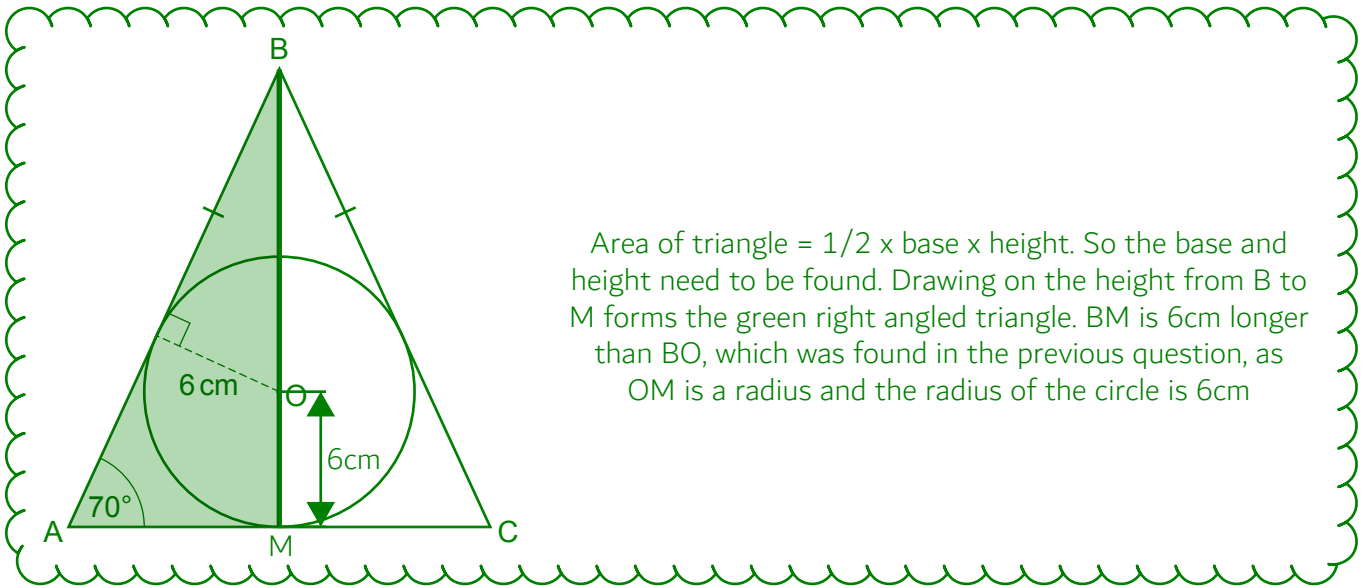 B
Area of triangle = 1/2 x base x height. So the base and
height need to be found. Drawing on the height from B to
M forms the green right angled triangle. BM is 6cm longer
than BO, which was found in the previous question, as
OM is a radius and the radius of the circle is 6cm
6 cm
O
6cm
70°
A
C
M